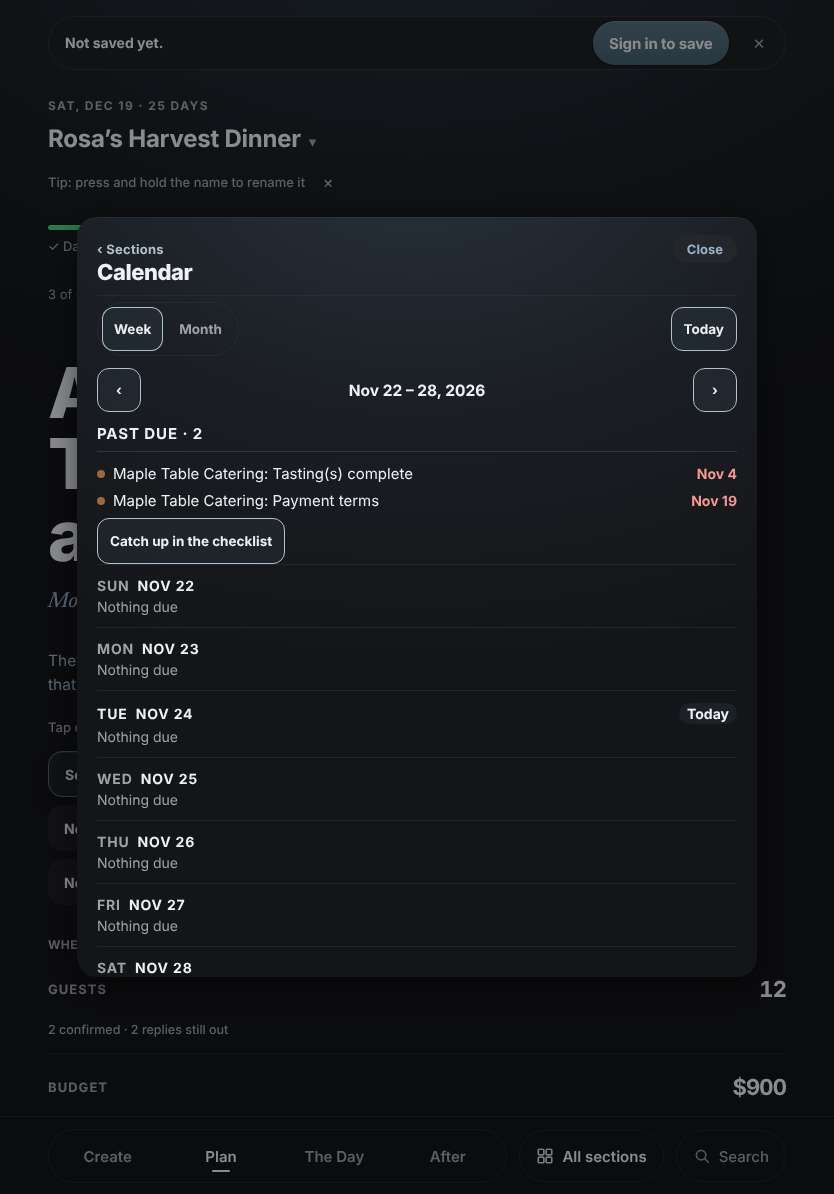 Not saved yet.
Sign in to save ×
SAT, DEC 19 · 25 DAYS
Rosa’s Harvest Dinner ▾
Tip: press and hold the name to rename it ×
‹ Sections
Close
Calendar
Week Month
Today
‹ Nov 22 – 28, 2026 ›
PAST DUE · 2
Maple Table Catering: Tasting(s) complete Nov 4
Maple Table Catering: Payment terms Nov 19
Catch up in the checklist
SUN NOV 22
Nothing due
MON NOV 23
Nothing due
TUE NOV 24 Today
Nothing due
WED NOV 25
Nothing due
THU NOV 26
Nothing due
FRI NOV 27
Nothing due
SAT NOV 28
3 of
The
that
Tap
GUESTS 12
2 confirmed · 2 replies still out
BUDGET $900
Create Plan The Day After All sections Search